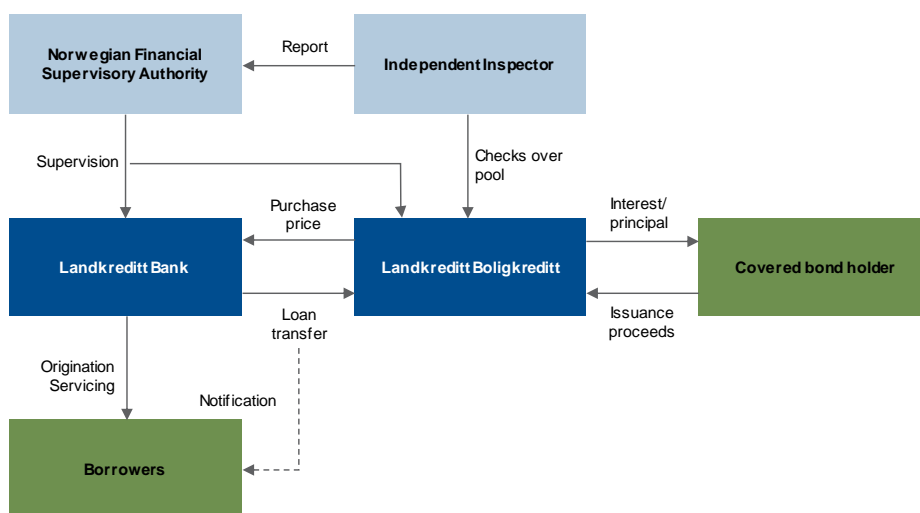 Norwegian Financial
Supervisory Authority
Report
Independent Inspector
Supervision
Checks over
pool
Landkreditt Bank
Purchase
price
Landkreditt Boligkreditt
Interest/
principal
Covered bond holder
Loan
transfer
Issuance
proceeds
Origination
Servicing
Notification
Borrowers